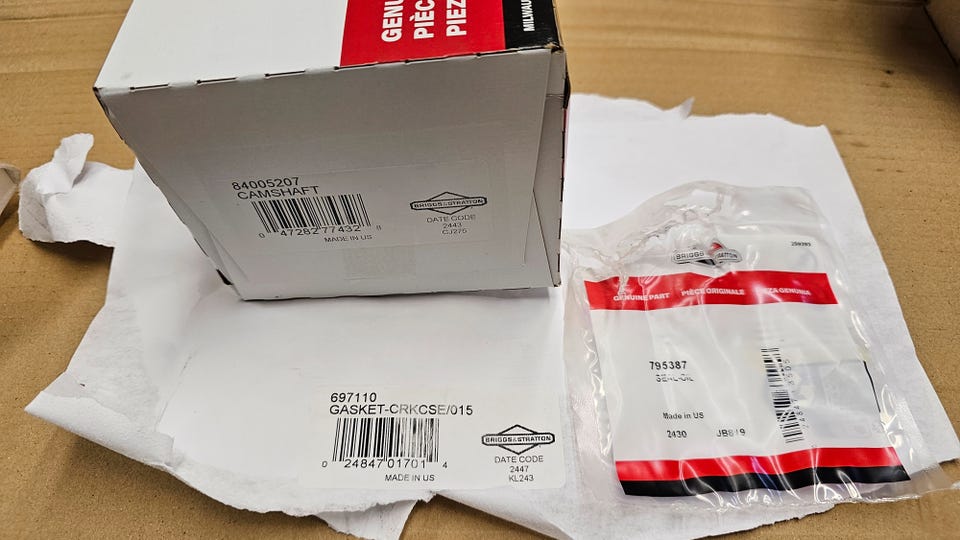 GENU
PIÈC
PIEZ
MILWAU
84005207
CAMSHAFT
0 47282 77432 8
MADE IN US
BRIGGS & STRATTON
DATE CODE
2443
CJ275
697110
GASKET-CRKCSE/015
0 24847 01701 4
MADE IN US
BRIGGS & STRATTON
DATE CODE
2447
KL243
BRIGGS & STRATTON
GENUINE PART PIÈCE ORIGINALE PIEZA GENUINA
795387
SEAL-OIL
Made in US
2430 JB819